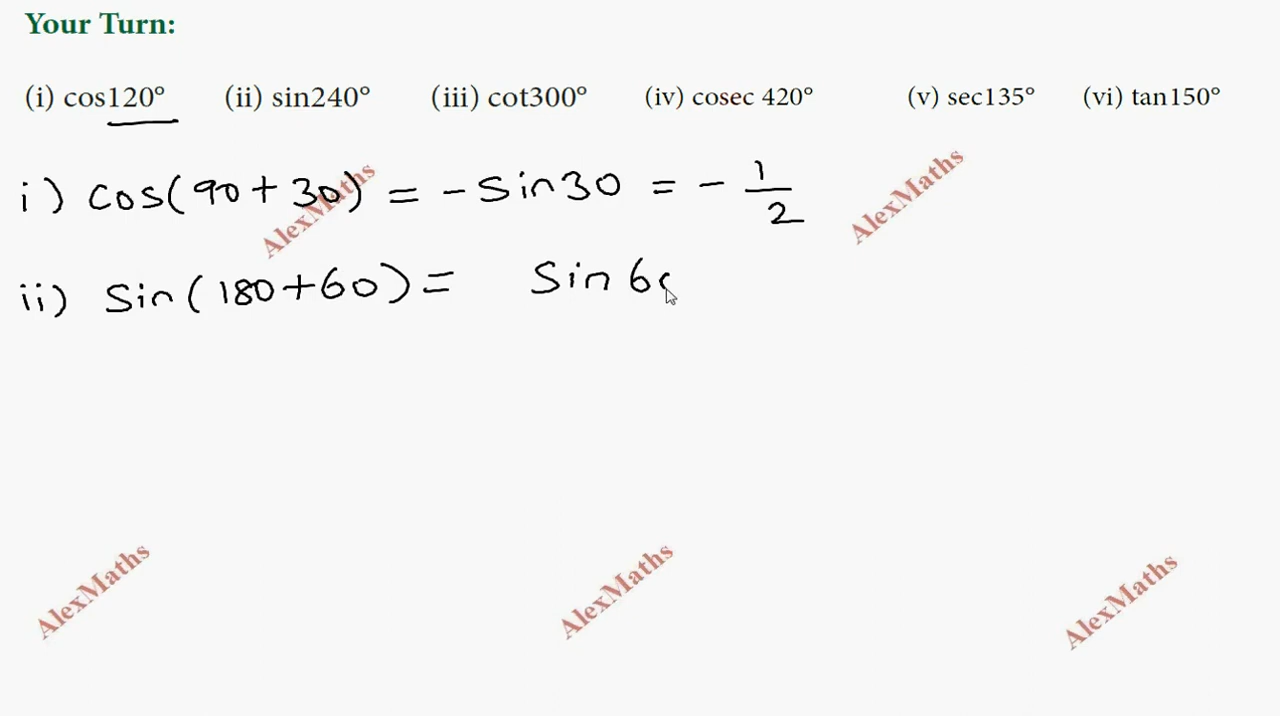 Your Turn:
(i) cos120° (ii) sin240° (iii) cot300° (iv) cosec 420° (v) sec135° (vi) tan150°
i) cos(90+30) = -sin30 = -1/2
ii) sin(180+60) = sin 60
AlexMaths
AlexMaths
AlexMaths
AlexMaths
AlexMaths